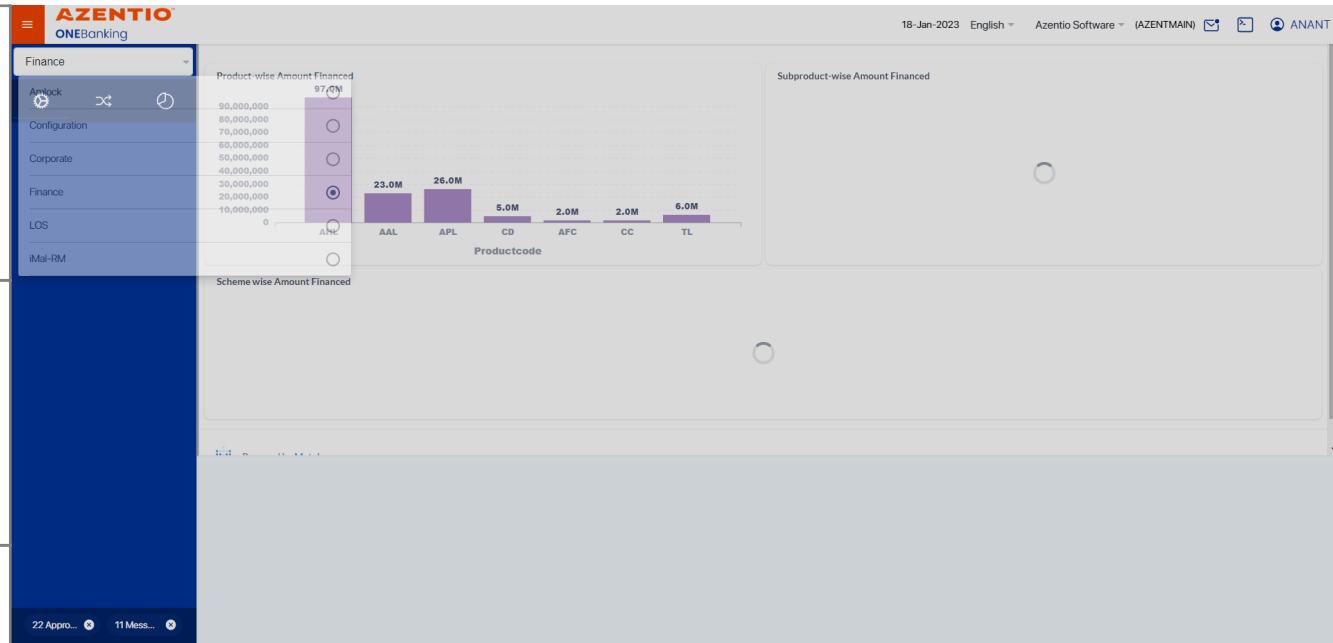 AZENTIO
ONEBanking
18-Jan-2023 English Azentio Software (AZENTMAIN) ANANT
Finance
Amlock
Configuration
Corporate
Finance
LOS
iMal-RM
Product-wise Amount Financed
97.0M
90,000,000
80,000,000
70,000,000
60,000,000
50,000,000
40,000,000
30,000,000
20,000,000
10,000,000
0
23.0M
26.0M
5.0M
2.0M
2.0M
6.0M
AHL AAL APL CD AFC CC TL
Productcode
Subproduct-wise Amount Financed
Scheme wise Amount Financed
22 Appro... 11 Mess...